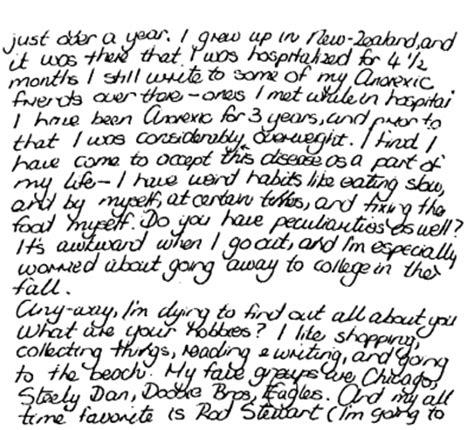 just over a year. I grew up in New-Zealand, and
it was there that I was hospitalized for 4 1/2
months I still write to some of my Anorexic
friends over there - ones I met while in hospital
I have been Anorexic for 3 years, and prior to
that I was considerably overweight. I find I
have come to accept this disease as a part of
my life - I have weird habits like eating slow,
and by myself, at certain times, and fixing the
food myself. Do you have peculiarities as well?
It's awkward when I go out, and I'm especially
worried about going away to college in the
fall.
Any-way, I'm dying to find out all about you
What are your hobbies? I like shopping,
collecting things, reading & writing, and going
to the beach. My fave groups are, Chicago,
Steely Dan, Doobie Bros, Eagles. And my all
time favorite is Rod Stewart (I'm going to